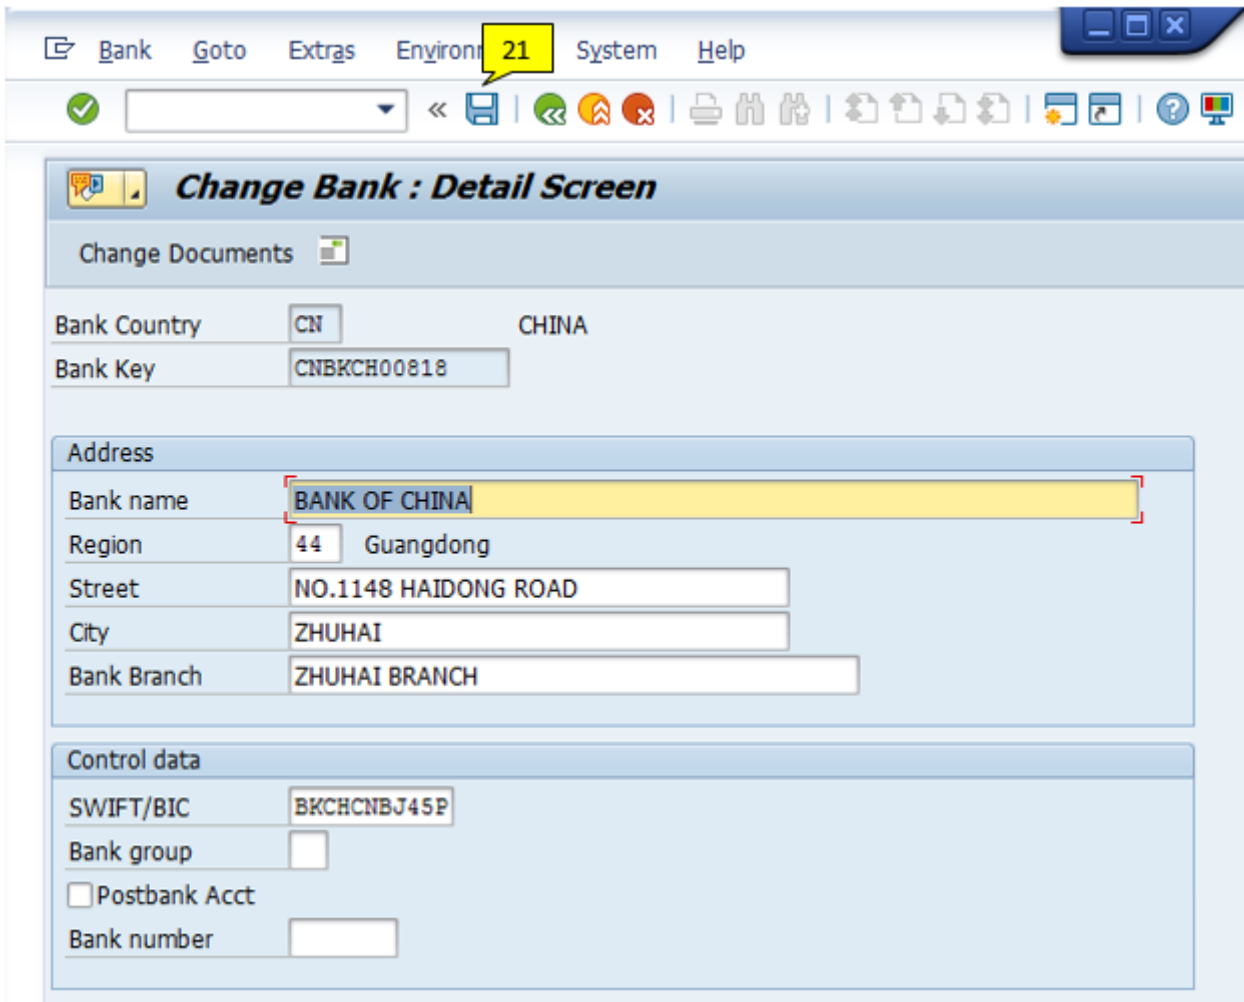 Bank Goto Extras Environ 21 System Help
Change Bank : Detail Screen
Change Documents
Bank Country CN CHINA
Bank Key CNBKCH00818
Address
Bank name BANK OF CHINA
Region 44 Guangdong
Street NO.1148 HAIDONG ROAD
City ZHUHAI
Bank Branch ZHUHAI BRANCH
Control data
SWIFT/BIC BKCHCNBJ45P
Bank group
Postbank Acct
Bank number